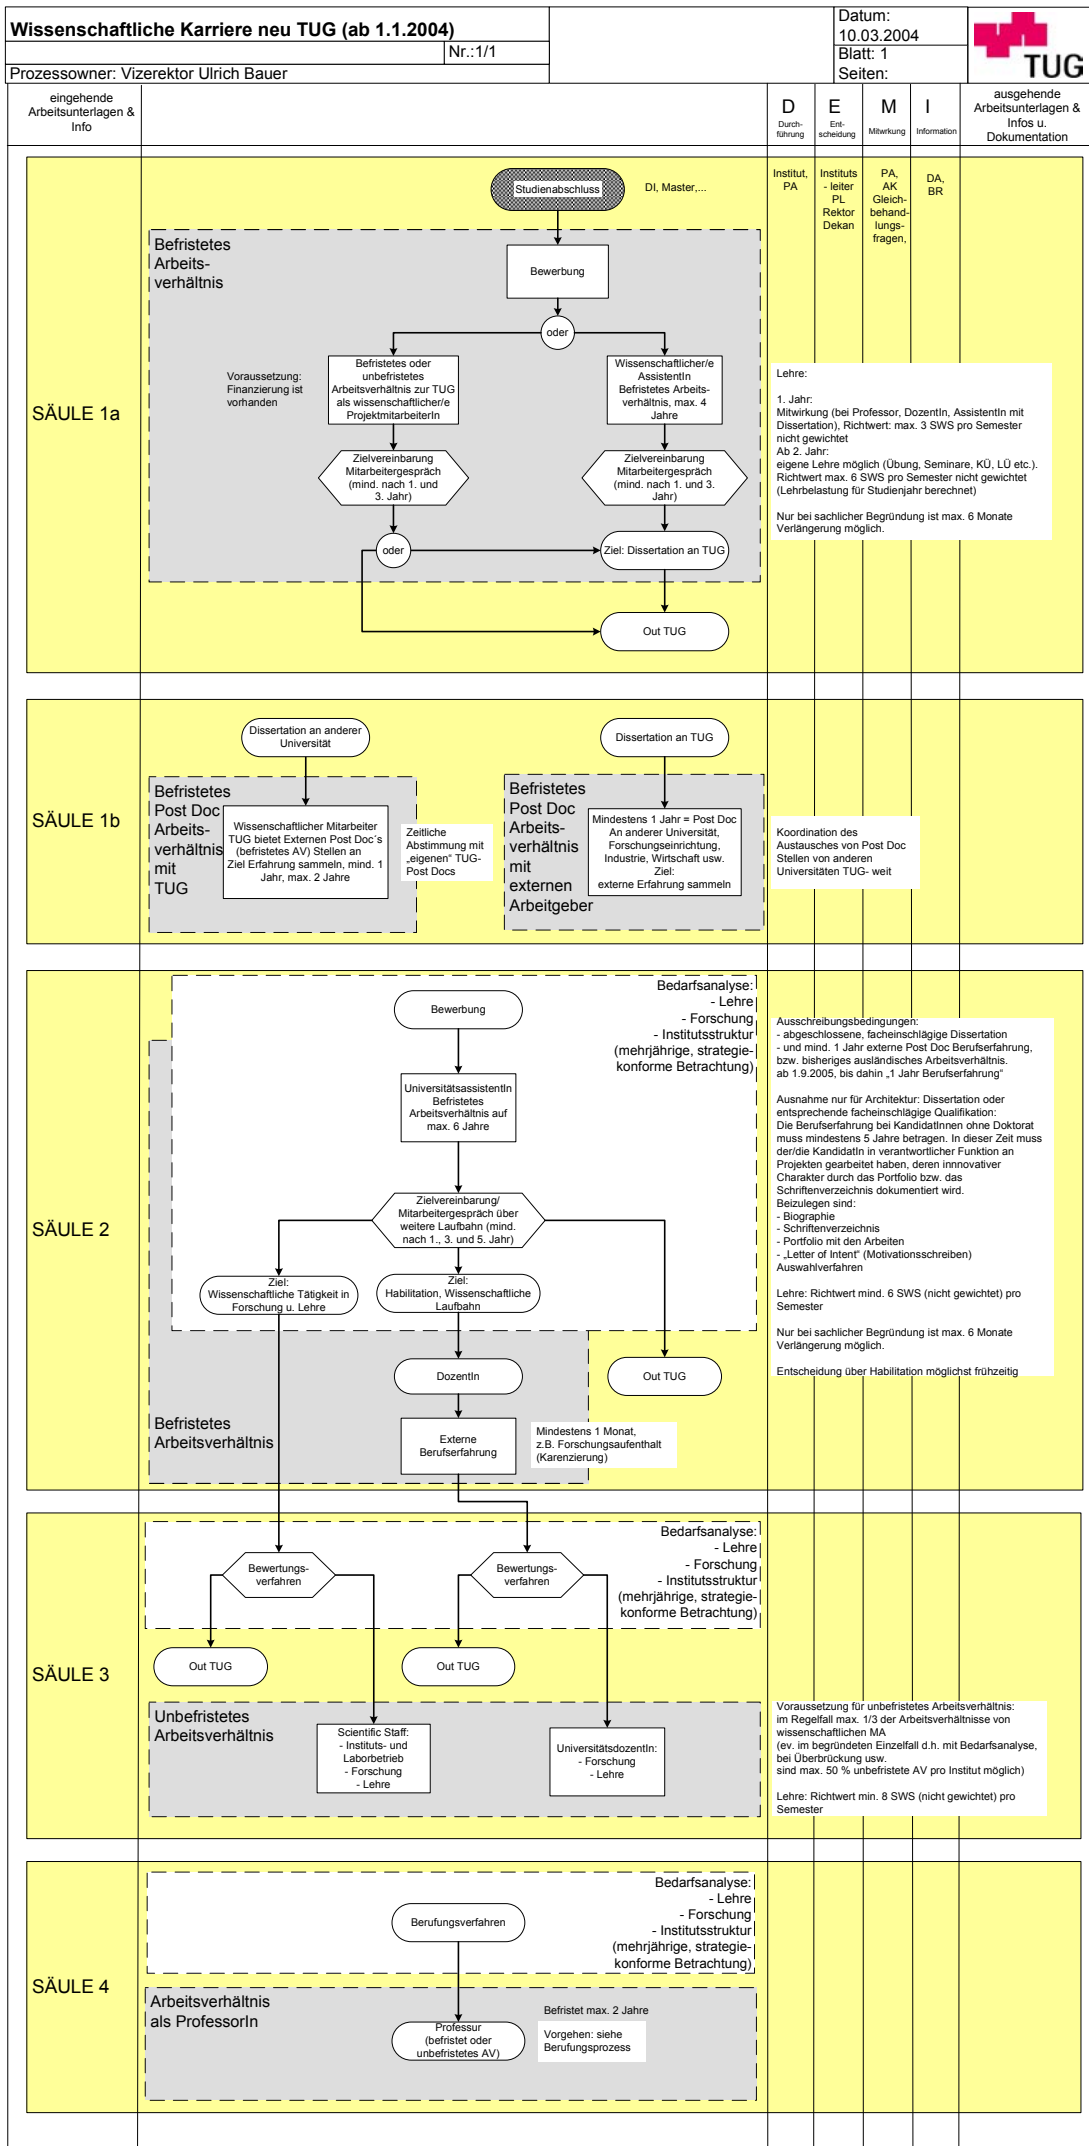 Wissenschaftliche Karriere neu TUG (ab 1.1.2004)
Nr.:1/1
Prozessowner: Vizerektor Ulrich Bauer
Datum:
10.03.2004
Blatt: 1
Seiten:
TUG
eingehende
Arbeitsunterlagen &
Info
D
Durch-
führung
E
Ent-
scheidung
M
Mitwrkung
I
Information
ausgehende
Arbeitsunterlagen &
Infos u.
Dokumentation
SÄULE 1a
Studienabschluss
DI, Master,...
Institut,
PA
Instituts
- leiter
PL
Rektor
Dekan
PA,
AK
Gleich-
behand-
lungs-
fragen,
DA,
BR
Befristetes
Arbeits-
verhältnis
Bewerbung
oder
Voraussetzung:
Finanzierung ist
vorhanden
Befristetes oder
unbefristetes
Arbeitsverhältnis zur TUG
als wissenschaftlicher/e
ProjektmitarbeiterIn
Wissenschaftlicher/e
AssistentIn
Befristetes Arbeits-
verhältnis, max. 4
Jahre
Zielvereinbarung
Mitarbeitergespräch
(mind. nach 1. und
3. Jahr)
Zielvereinbarung
Mitarbeitergespräch
(mind. nach 1. und 3.
Jahr)
oder
Ziel: Dissertation an TUG
Out TUG
Lehre:
1. Jahr:
Mitwirkung (bei Professor, DozentIn, AssistentIn mit
Dissertation), Richtwert: max. 3 SWS pro Semester
nicht gewichtet
Ab 2. Jahr:
eigene Lehre möglich (Übung, Seminare, KÜ, LÜ etc.).
Richtwert max. 6 SWS pro Semester nicht gewichtet
(Lehrbelastung für Studienjahr berechnet)
Nur bei sachlicher Begründung ist max. 6 Monate
Verlängerung möglich.
SÄULE 1b
Dissertation an anderer
Universität
Dissertation an TUG
Befristetes
Post Doc
Arbeits-
verhältnis
mit
TUG
Wissenschaftlicher Mitarbeiter
TUG bietet Externen Post Doc´s
(befristetes AV) Stellen an
Ziel Erfahrung sammeln, mind. 1
Jahr, max. 2 Jahre
Zeitliche
Abstimmung mit
„eigenen“ TUG-
Post Docs
Befristetes
Post Doc
Arbeits-
verhältnis
mit
externen
Arbeitgeber
Mindestens 1 Jahr = Post Doc
An anderer Universität,
Forschungseinrichtung,
Industrie, Wirtschaft usw.
Ziel:
externe Erfahrung sammeln
Koordination des
Austausches von Post Doc
Stellen von anderen
Universitäten TUG- weit
SÄULE 2
Bedarfsanalyse:
- Lehre
- Forschung
- Institutsstruktur
(mehrjährige, strategie-
konforme Betrachtung)
Bewerbung
UniversitätsassistentIn
Befristetes
Arbeitsverhältnis auf
max. 6 Jahre
Zielvereinbarung/
Mitarbeitergespräch über
weitere Laufbahn (mind.
nach 1., 3. und 5. Jahr)
Ziel:
Wissenschaftliche Tätigkeit in
Forschung u. Lehre
Ziel:
Habilitation, Wissenschaftliche
Laufbahn
DozentIn
Out TUG
Befristetes
Arbeitsverhältnis
Externe
Berufserfahrung
Mindestens 1 Monat,
z.B. Forschungsaufenthalt
(Karenzierung)
Ausschreibungsbedingungen:
- abgeschlossene, facheinschlägige Dissertation
- und mind. 1 Jahr externe Post Doc Berufserfahrung,
bzw. bisheriges ausländisches Arbeitsverhältnis.
ab 1.9.2005, bis dahin „1 Jahr Berufserfahrung“
Ausnahme nur für Architektur: Dissertation oder
entsprechende facheinschlägige Qualifikation:
Die Berufserfahrung bei KandidatInnen ohne Doktorat
muss mindestens 5 Jahre betragen. In dieser Zeit muss
der/die KandidatIn in verantwortlicher Funktion an
Projekten gearbeitet haben, deren innnovativer
Charakter durch das Portfolio bzw. das
Schriftenverzeichnis dokumentiert wird.
Beizulegen sind:
- Biographie
- Schriftenverzeichnis
- Portfolio mit den Arbeiten
- „Letter of Intent“ (Motivationsschreiben)
Auswahlverfahren
Lehre: Richtwert mind. 6 SWS (nicht gewichtet) pro
Semester
Nur bei sachlicher Begründung ist max. 6 Monate
Verlängerung möglich.
Entscheidung über Habilitation möglichst frühzeitig
SÄULE 3
Bedarfsanalyse:
- Lehre
- Forschung
- Institutsstruktur
(mehrjährige, strategie-
konforme Betrachtung)
Bewertungs-
verfahren
Bewertungs-
verfahren
Out TUG
Out TUG
Unbefristetes
Arbeitsverhältnis
Scientific Staff:
- Instituts- und
Laborbetrieb
- Forschung
- Lehre
UniversitätsdozentIn:
- Forschung
- Lehre
Voraussetzung für unbefristetes Arbeitsverhältnis:
im Regelfall max. 1/3 der Arbeitsverhältnisse von
wissenschaftlichen MA
(ev. im begründeten Einzelfall d.h. mit Bedarfsanalyse,
bei Überbrückung usw.
sind max. 50 % unbefristete AV pro Institut möglich)
Lehre: Richtwert min. 8 SWS (nicht gewichtet) pro
Semester
SÄULE 4
Bedarfsanalyse:
- Lehre
- Forschung
- Institutsstruktur
(mehrjährige, strategie-
konforme Betrachtung)
Berufungsverfahren
Arbeitsverhältnis
als ProfessorIn
Professur
(befristet oder
unbefristetes AV)
Befristet max. 2 Jahre
Vorgehen: siehe
Berufungsprozess